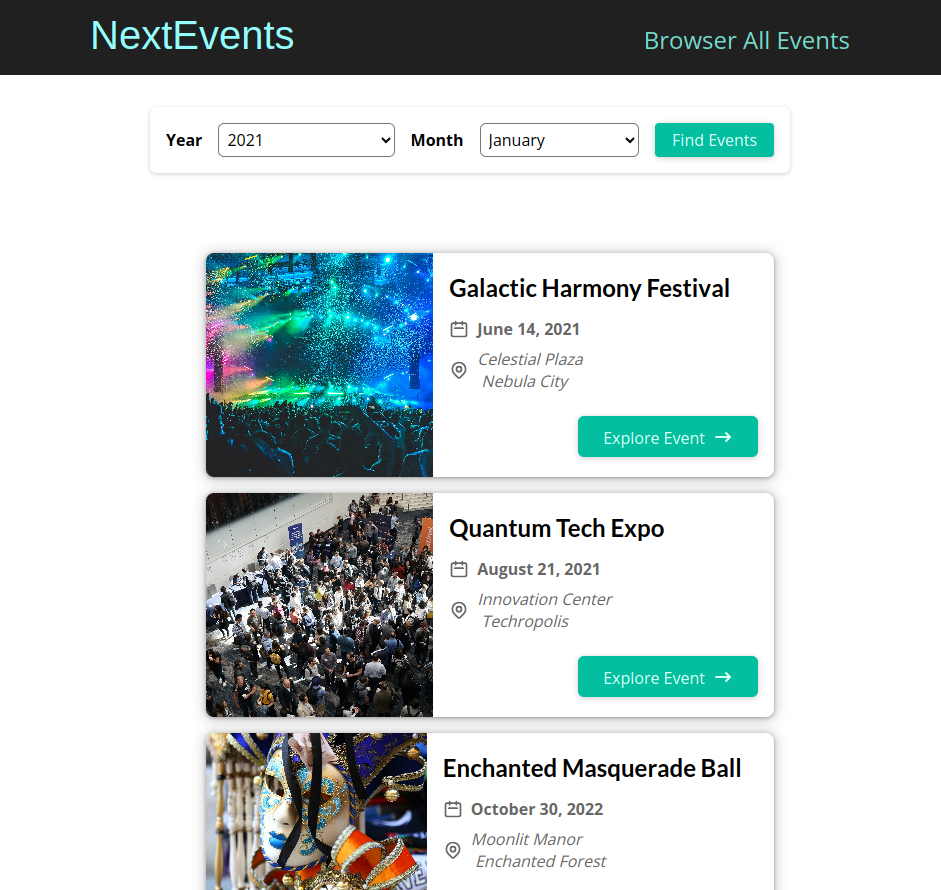 NextEvents
Browser All Events
Year 2021 Month January Find Events
Galactic Harmony Festival
June 14, 2021
Celestial Plaza
Nebula City
Explore Event →
Quantum Tech Expo
August 21, 2021
Innovation Center
Techropolis
Explore Event →
Enchanted Masquerade Ball
October 30, 2022
Moonlit Manor
Enchanted Forest